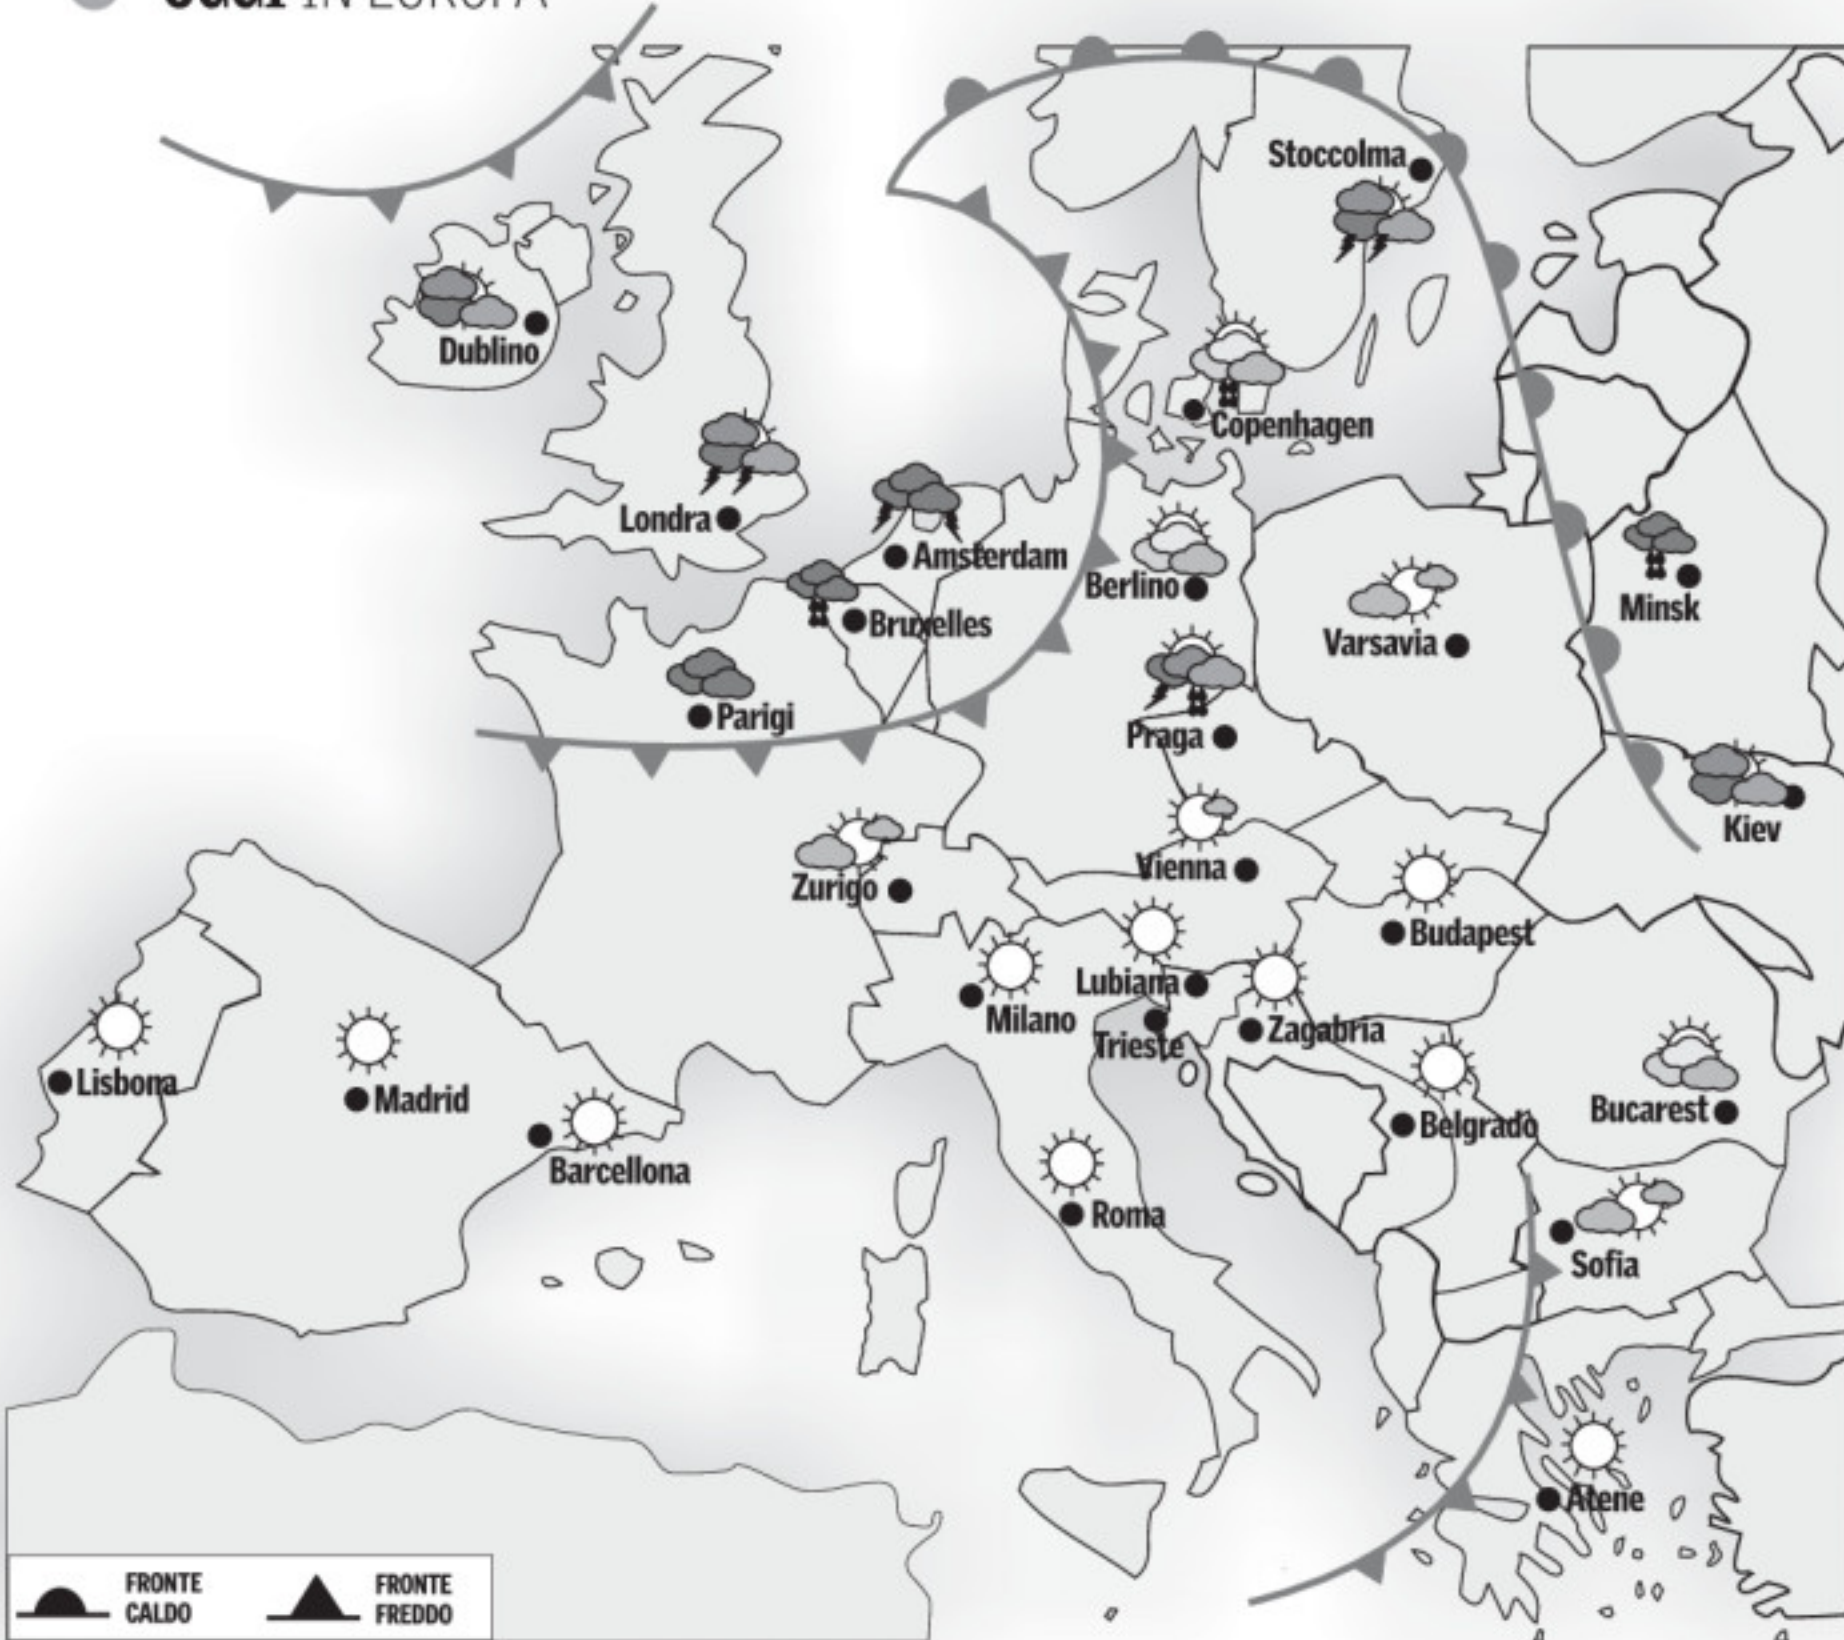 IN EUROPA
Stoccolma
Dublino
Copenhagen
Londra
Amsterdam
Berlino
Bruxelles
Minsk
Varsavia
Parigi
Praga
Kiev
Vienna
Zurigo
Budapest
Lubiana
Milano
Zagabria
Trieste
Lisbona
Madrid
Belgrado
Bucarest
Barcellona
Roma
Sofia
Atene
FRONTE
CALDO
FRONTE
FREDDO